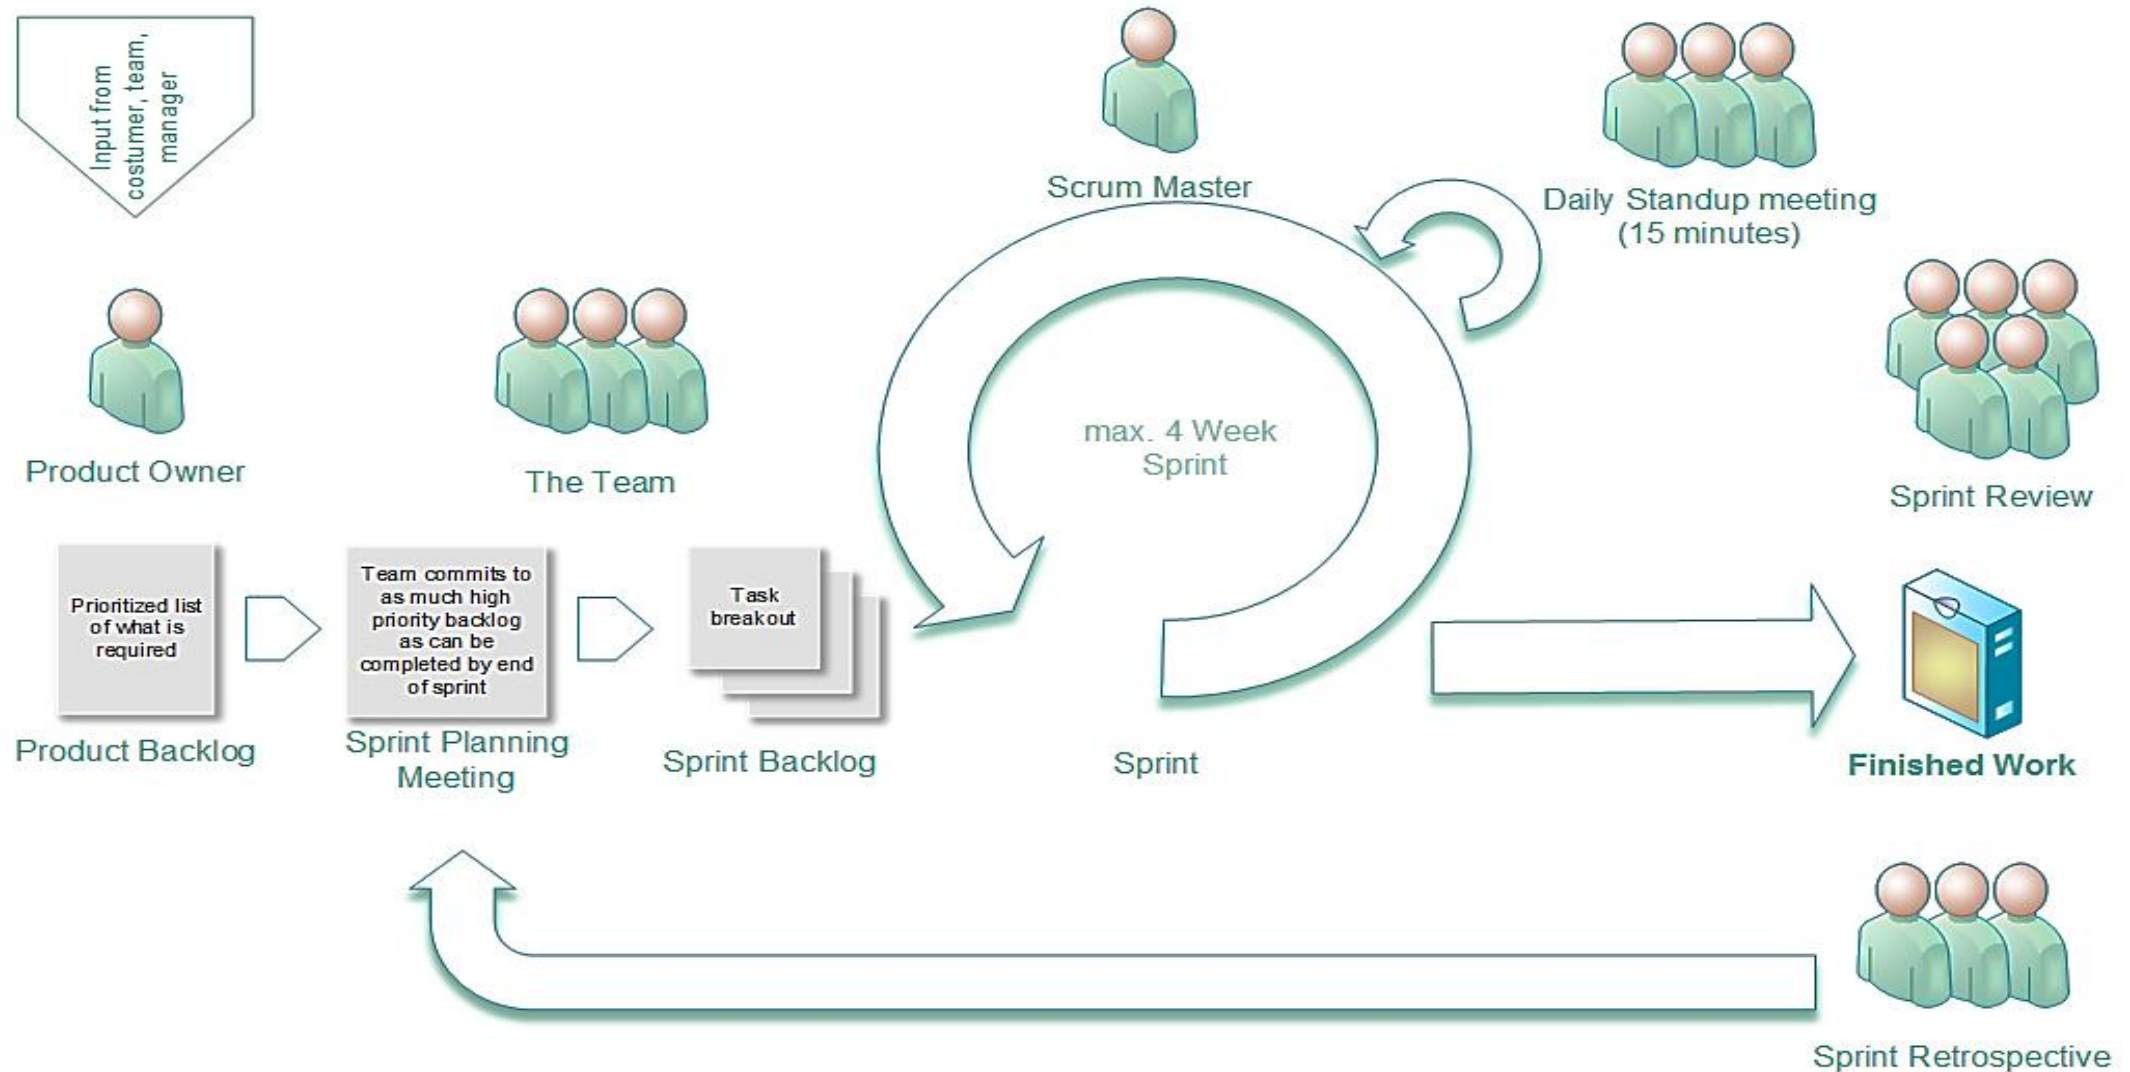 Input from
costumer, team,
manager
Scrum Master
Daily Standup meeting
(15 minutes)
Product Owner
The Team
max. 4 Week
Sprint
Sprint Review
Prioritized list
of what is
required
Team commits to
as much high
priority backlog
as can be
completed by end
of sprint
Task
breakout
Product Backlog
Sprint Planning
Meeting
Sprint Backlog
Sprint
Finished Work
Sprint Retrospective